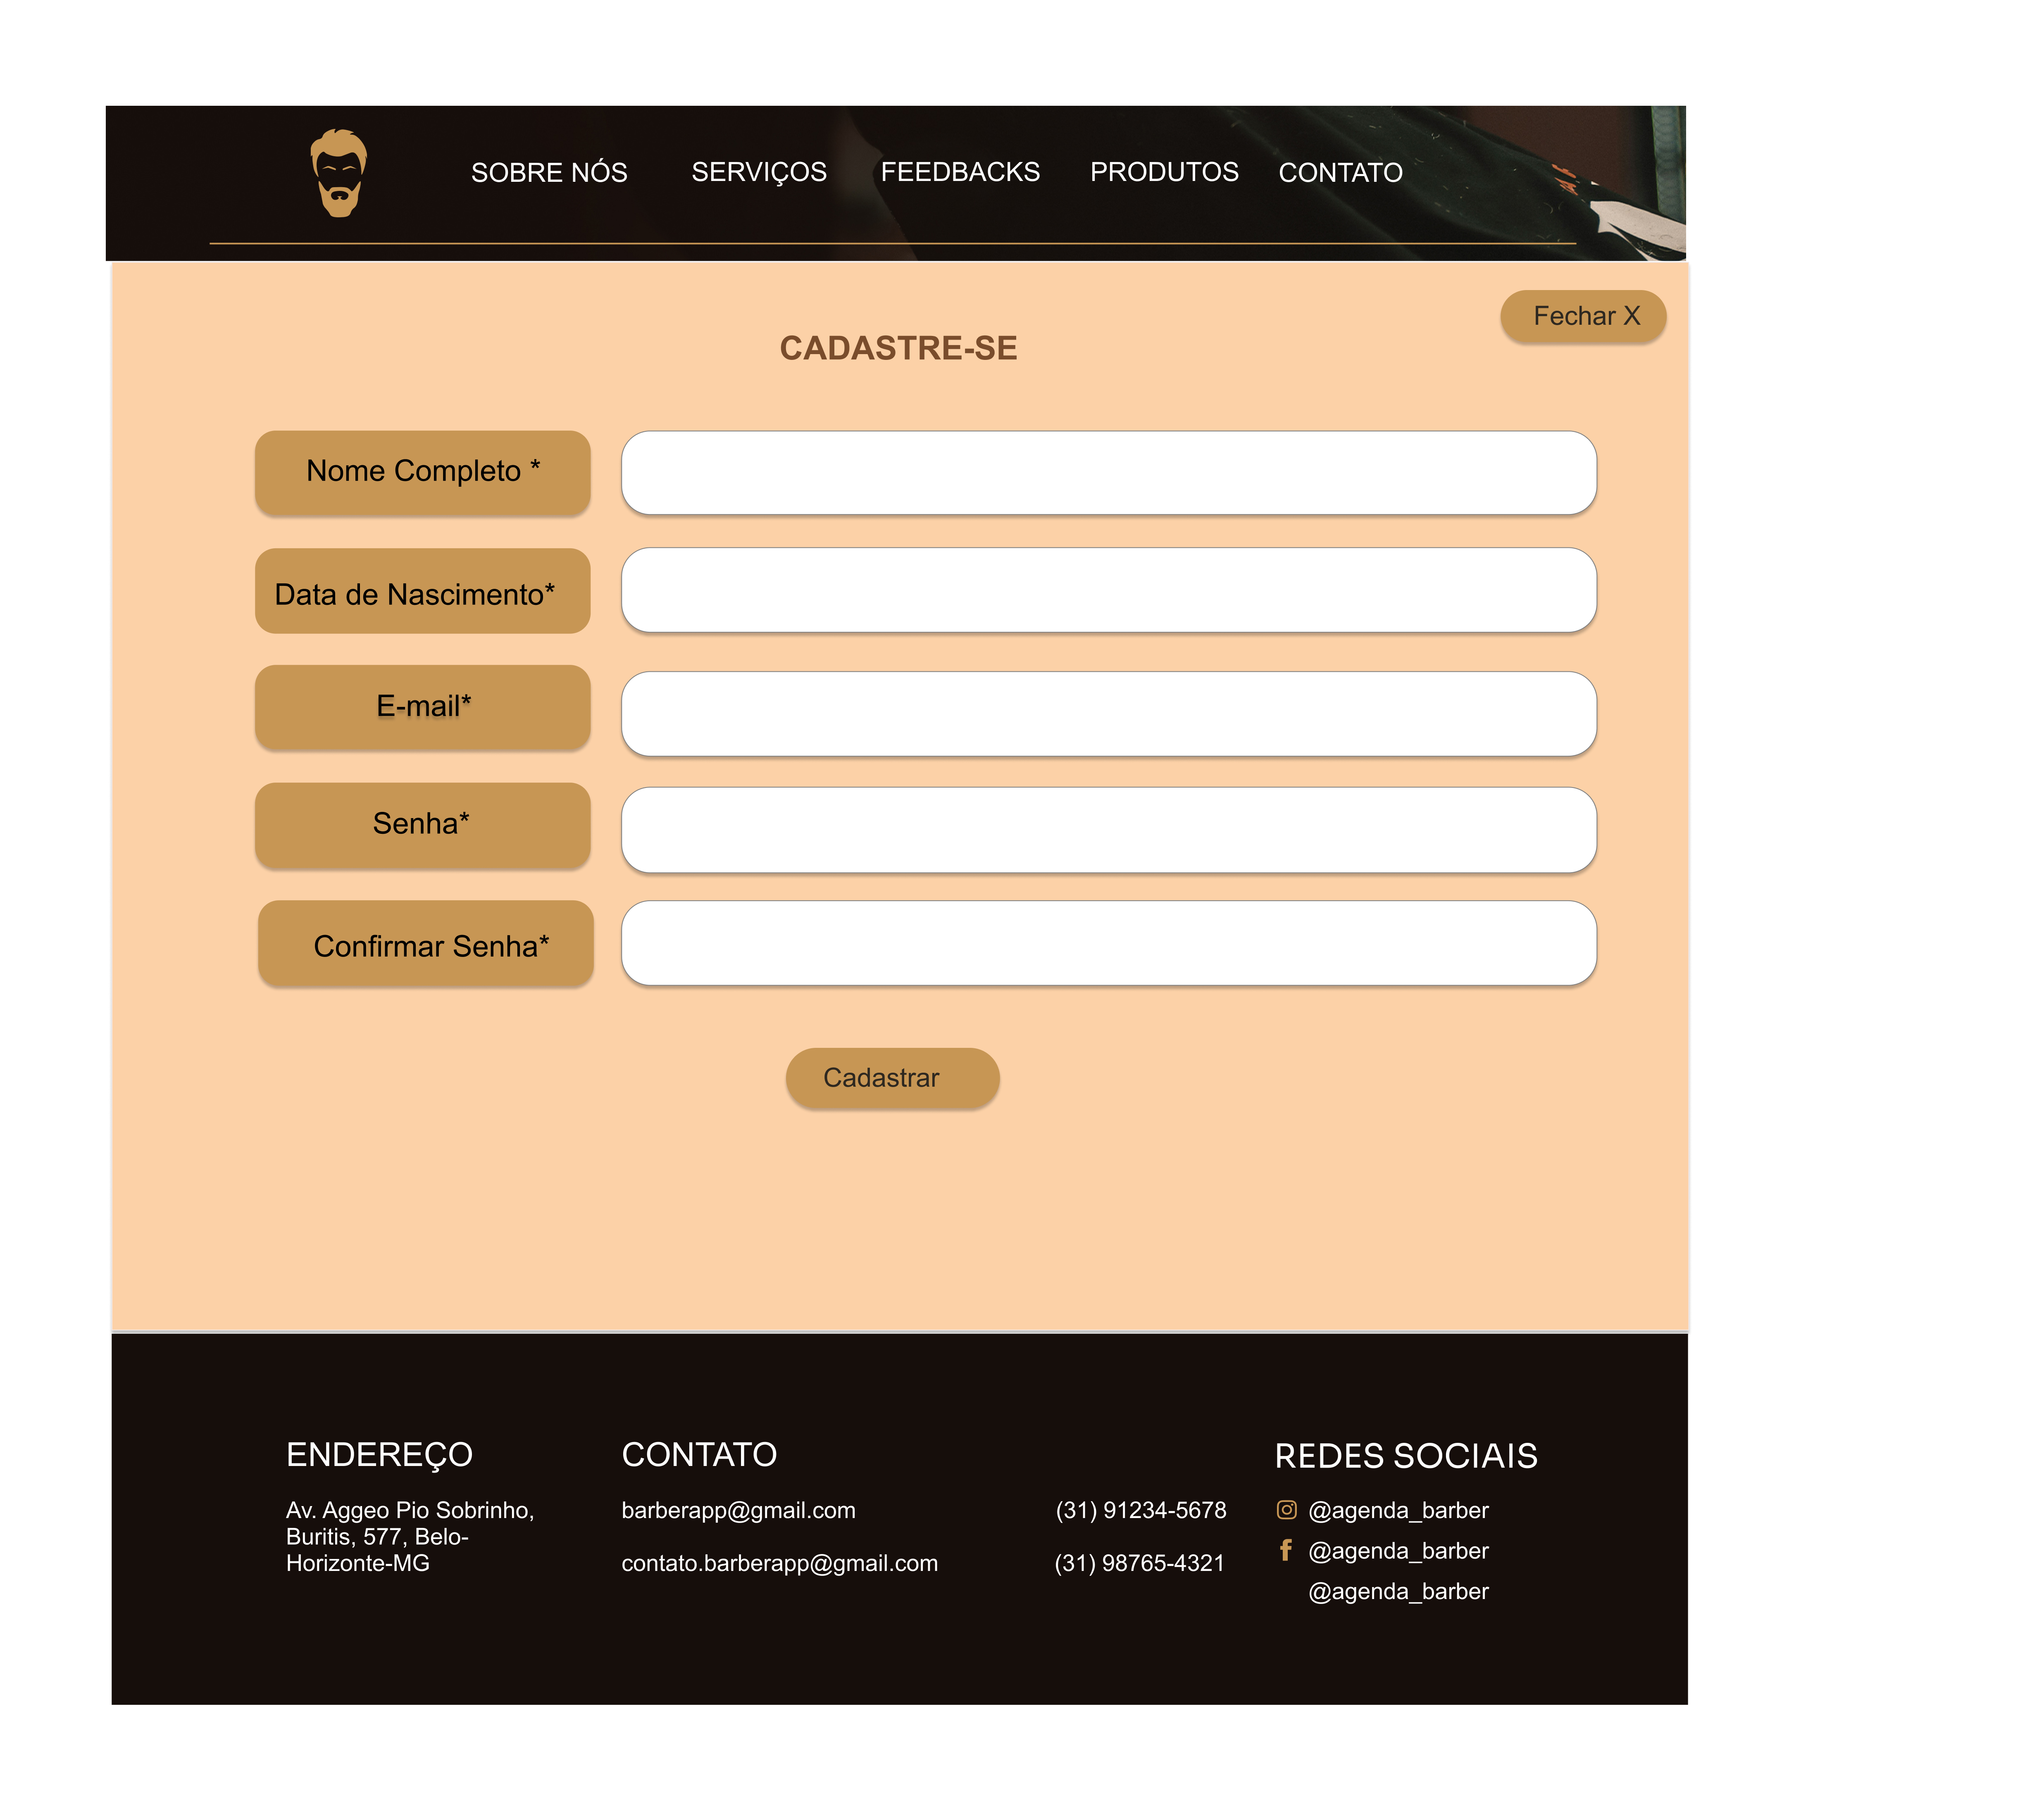 SOBRE NÓS SERVIÇOS FEEDBACKS PRODUTOS CONTATO
Fechar X
CADASTRE-SE
Nome Completo *
Data de Nascimento*
E-mail*
Senha*
Confirmar Senha*
Cadastrar
ENDEREÇO
Av. Aggeo Pio Sobrinho,
Buritis, 577, Belo-
Horizonte-MG
CONTATO
barberapp@gmail.com (31) 91234-5678
contato.barberapp@gmail.com (31) 98765-4321
REDES SOCIAIS
@agenda_barber
@agenda_barber
@agenda_barber